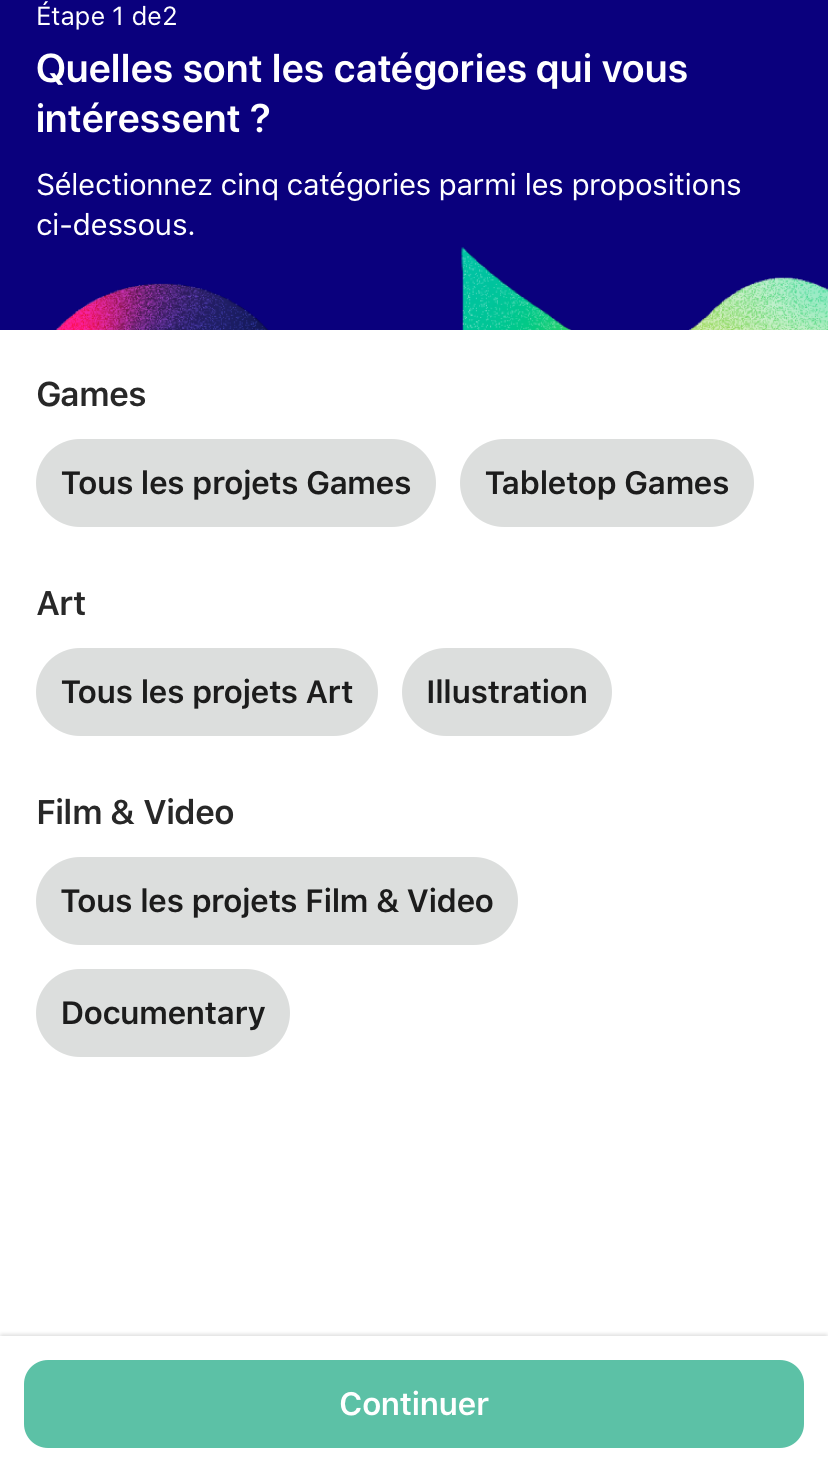 Étape 1 de2
Quelles sont les catégories qui vous
intéressent ?
Sélectionnez cinq catégories parmi les propositions
ci-dessous.
Games
Tous les projets Games
Tabletop Games
Art
Tous les projets Art
Illustration
Film & Video
Tous les projets Film & Video
Documentary
Continuer